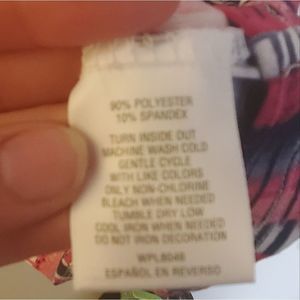 90% POLYESTER
10% SPANDEX
TURN INSIDE OUT
MACHINE WASH COLD
GENTLE CYCLE
WITH LIKE COLORS
ONLY NON-CHLORINE
BLEACH WHEN NEEDED
TUMBLE DRY LOW
COOL IRON WHEN NEEDED
DO NOT IRON DECORATION
WPL8046
ESPAÑOL EN REVERSO